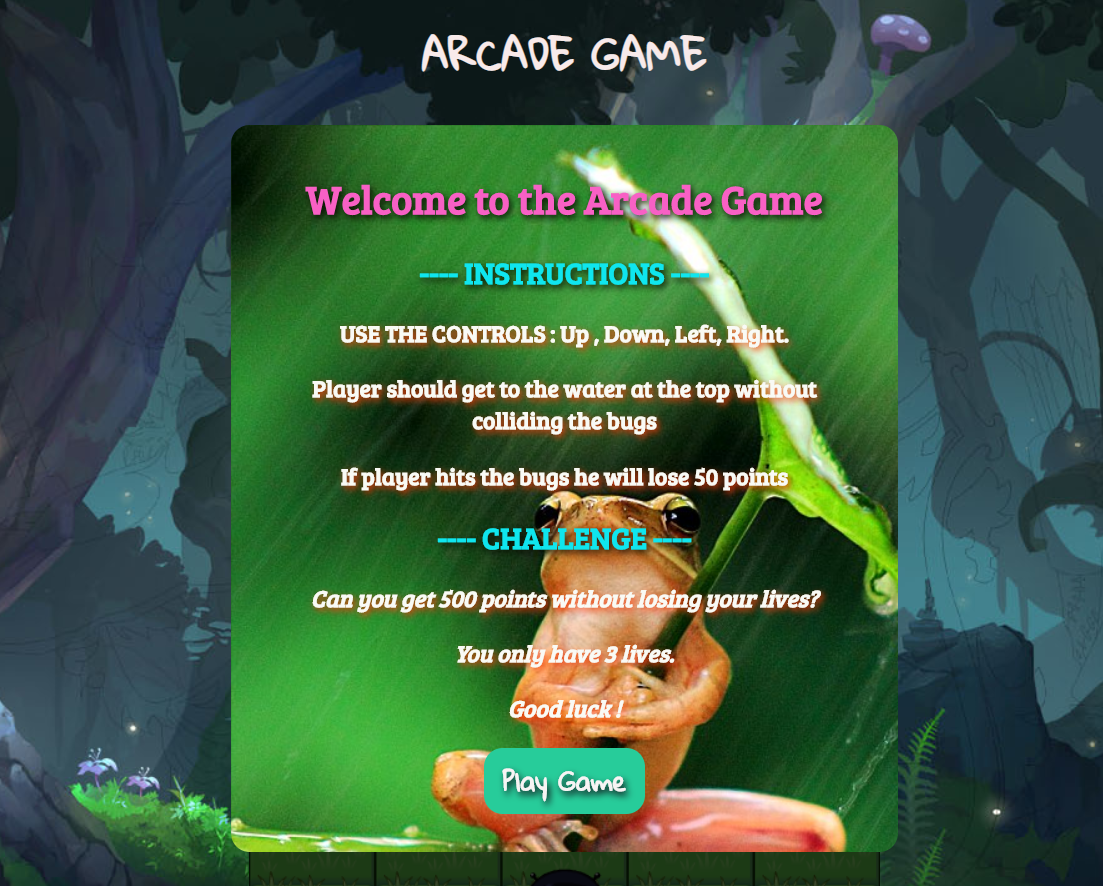 ARCADE GAME
Welcome to the Arcade Game
---- INSTRUCTIONS ----
USE THE CONTROLS : Up , Down, Left, Right.
Player should get to the water at the top without
colliding the bugs
If player hits the bugs he will lose 50 points
---- CHALLENGE ----
Can you get 500 points without losing your lives?
You only have 3 lives.
Good luck !
Play Game